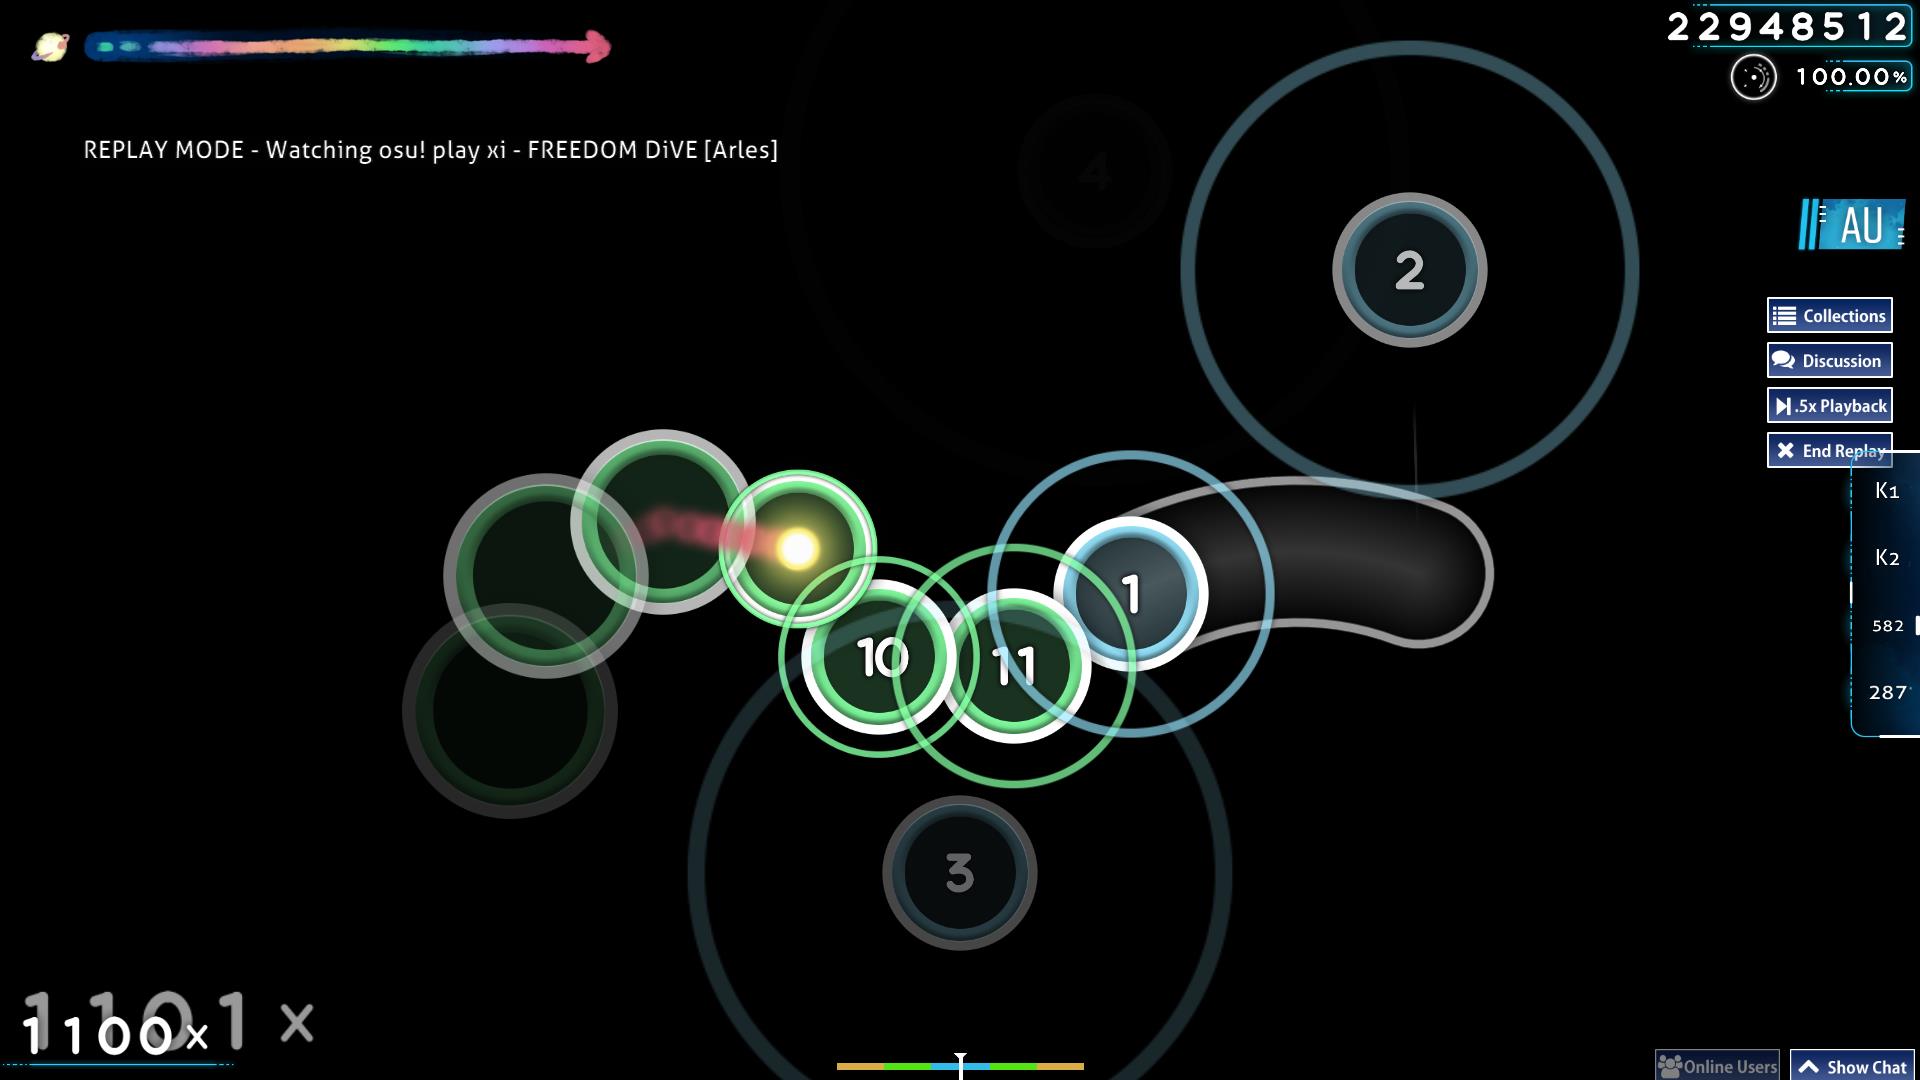 22948512
100.00%
REPLAY MODE - Watching osu! play xi - FREEDOM DiVE [Arles]
4
2
AU
Collections
Discussion
.5x Playback
End Replay
K1
K2
582
287
1
10
11
3
1101x
1100x
Online Users
Show Chat